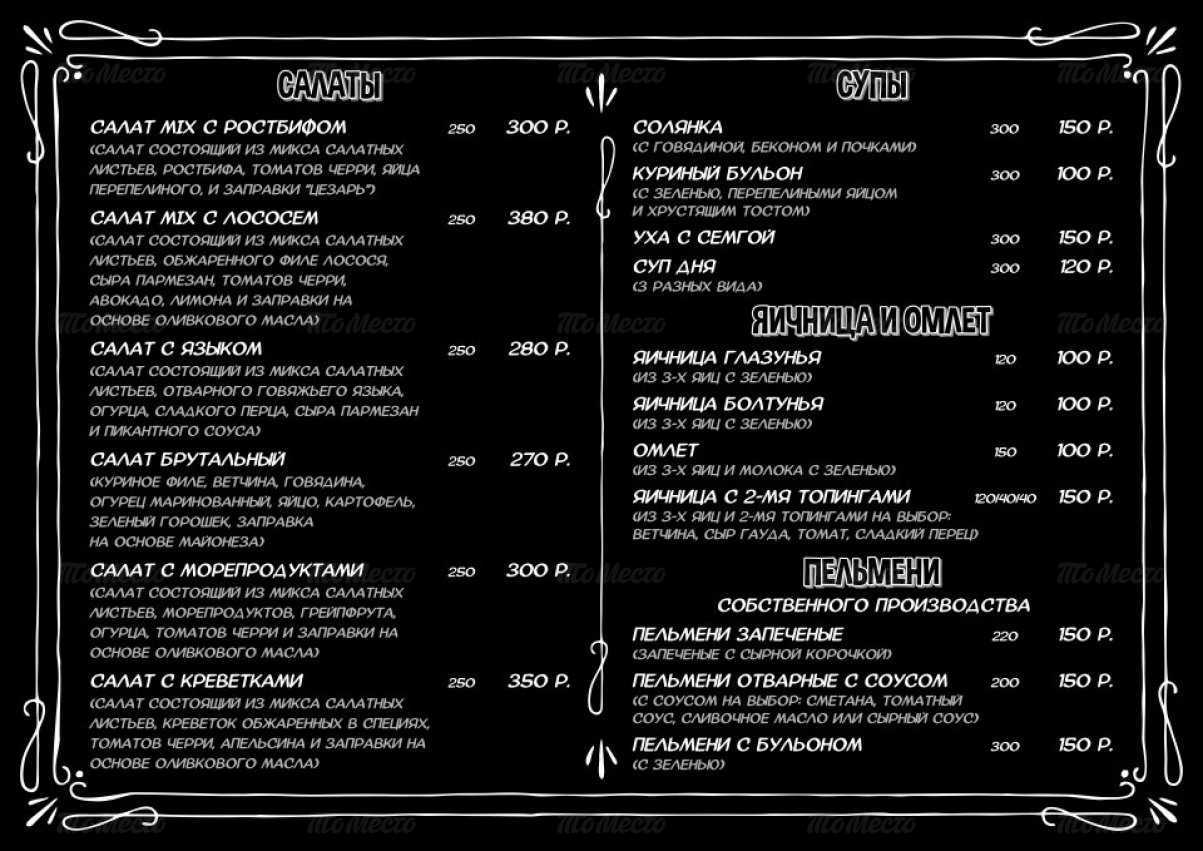 САЛАТЫ
САЛАТ MIX С РОСТБИФОМ 250 300 Р.
(САЛАТ СОСТОЯЩИЙ ИЗ МИКСА САЛАТНЫХ
ЛИСТЬЕВ, РОСТБИФА, ТОМАТОВ ЧЕРРИ, ЯЙЦА
ПЕРЕПЕЛИНОГО, И ЗАПРАВКИ "ЦЕЗАРЬ")
САЛАТ MIX С ЛОСОСЕМ 250 380 Р.
(САЛАТ СОСТОЯЩИЙ ИЗ МИКСА САЛАТНЫХ
ЛИСТЬЕВ, ОБЖАРЕННОГО ФИЛЕ ЛОСОСЯ,
СЫРА ПАРМЕЗАН, ТОМАТОВ ЧЕРРИ,
АВОКАДО, ЛИМОНА И ЗАПРАВКИ НА
ОСНОВЕ ОЛИВКОВОГО МАСЛА)
САЛАТ С ЯЗЫКОМ 250 280 Р.
(САЛАТ СОСТОЯЩИЙ ИЗ МИКСА САЛАТНЫХ
ЛИСТЬЕВ, ОТВАРНОГО ГОВЯЖЬЕГО ЯЗЫКА,
ОГУРЦА, СЛАДКОГО ПЕРЦА, СЫРА ПАРМЕЗАН
И ПИКАНТНОГО СОУСА)
САЛАТ БРУТАЛЬНЫЙ 250 270 Р.
(КУРИНОЕ ФИЛЕ, ВЕТЧИНА, ГОВЯДИНА,
ОГУРЕЦ МАРИНОВАННЫЙ, ЯЙЦО, КАРТОФЕЛЬ,
ЗЕЛЕНЫЙ ГОРОШЕК, ЗАПРАВКА
НА ОСНОВЕ МАЙОНЕЗА)
САЛАТ С МОРЕПРОДУКТАМИ 250 300 Р.
(САЛАТ СОСТОЯЩИЙ ИЗ МИКСА САЛАТНЫХ
ЛИСТЬЕВ, МОРЕПРОДУКТОВ, ГРЕЙПФРУТА,
ОГУРЦА, ТОМАТОВ ЧЕРРИ И ЗАПРАВКИ НА
ОСНОВЕ ОЛИВКОВОГО МАСЛА)
САЛАТ С КРЕВЕТКАМИ 250 350 Р.
(САЛАТ СОСТОЯЩИЙ ИЗ МИКСА САЛАТНЫХ
ЛИСТЬЕВ, КРЕВЕТОК ОБЖАРЕННЫХ В СПЕЦИЯХ,
ТОМАТОВ ЧЕРРИ, АПЕЛЬСИНА И ЗАПРАВКИ НА
ОСНОВЕ ОЛИВКОВОГО МАСЛА)
СУПЫ
СОЛЯНКА 300 150 Р.
(С ГОВЯДИНОЙ, БЕКОНОМ И ПОЧКАМИ)
КУРИНЫЙ БУЛЬОН 300 100 Р.
(С ЗЕЛЕНЬЮ, ПЕРЕПЕЛИНЫМИ ЯЙЦОМ
И ХРУСТЯЩИМ ТОСТОМ)
УХА С СЕМГОЙ 300 150 Р.
СУП ДНЯ 300 120 Р.
(3 РАЗНЫХ ВИДА)
ЯИЧНИЦА И ОМЛЕТ
ЯИЧНИЦА ГЛАЗУНЬЯ 120 100 Р.
(ИЗ 3-Х ЯИЦ С ЗЕЛЕНЬЮ)
ЯИЧНИЦА БОЛТУНЬЯ 120 100 Р.
(ИЗ 3-Х ЯИЦ С ЗЕЛЕНЬЮ)
ОМЛЕТ 150 100 Р.
(ИЗ 3-Х ЯИЦ И МОЛОКА С ЗЕЛЕНЬЮ)
ЯИЧНИЦА С 2-МЯ ТОПИНГАМИ 120/40/40 150 Р.
(ИЗ 3-Х ЯИЦ И 2-МЯ ТОПИНГАМИ НА ВЫБОР:
ВЕТЧИНА, СЫР ГАУДА, ТОМАТ, СЛАДКИЙ ПЕРЕЦ)
ПЕЛЬМЕНИ
СОБСТВЕННОГО ПРОИЗВОДСТВА
ПЕЛЬМЕНИ ЗАПЕЧЕНЫЕ 220 150 Р.
(ЗАПЕЧЕНЫЕ С СЫРНОЙ КОРОЧКОЙ)
ПЕЛЬМЕНИ ОТВАРНЫЕ С СОУСОМ 200 150 Р.
(С СОУСОМ НА ВЫБОР: СМЕТАНА, ТОМАТНЫЙ
СОУС, СЛИВОЧНОЕ МАСЛО ИЛИ СЫРНЫЙ СОУС)
ПЕЛЬМЕНИ С БУЛЬОНОМ 300 150 Р.
(С ЗЕЛЕНЬЮ)
ТоМесто